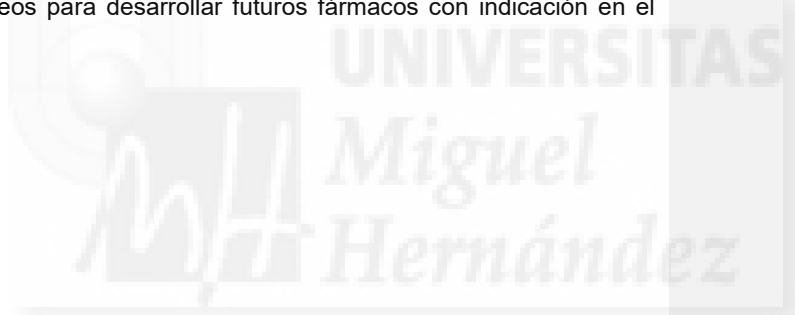 eos para desarrollar futuros fármacos con indicación en el
UNIVERSITAS
Miguel
Hernández